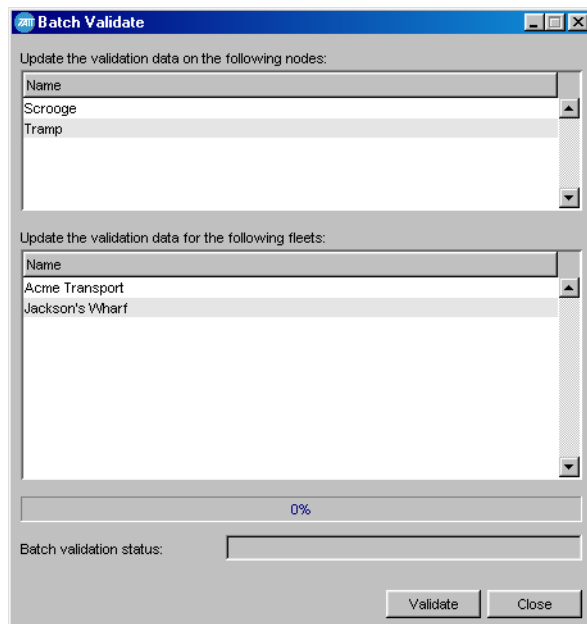 Batch Validate
Update the validation data on the following nodes:
Name
Scrooge
Tramp
Update the validation data for the following fleets:
Name
Acme Transport
Jackson's Wharf
0%
Batch validation status:
Validate Close